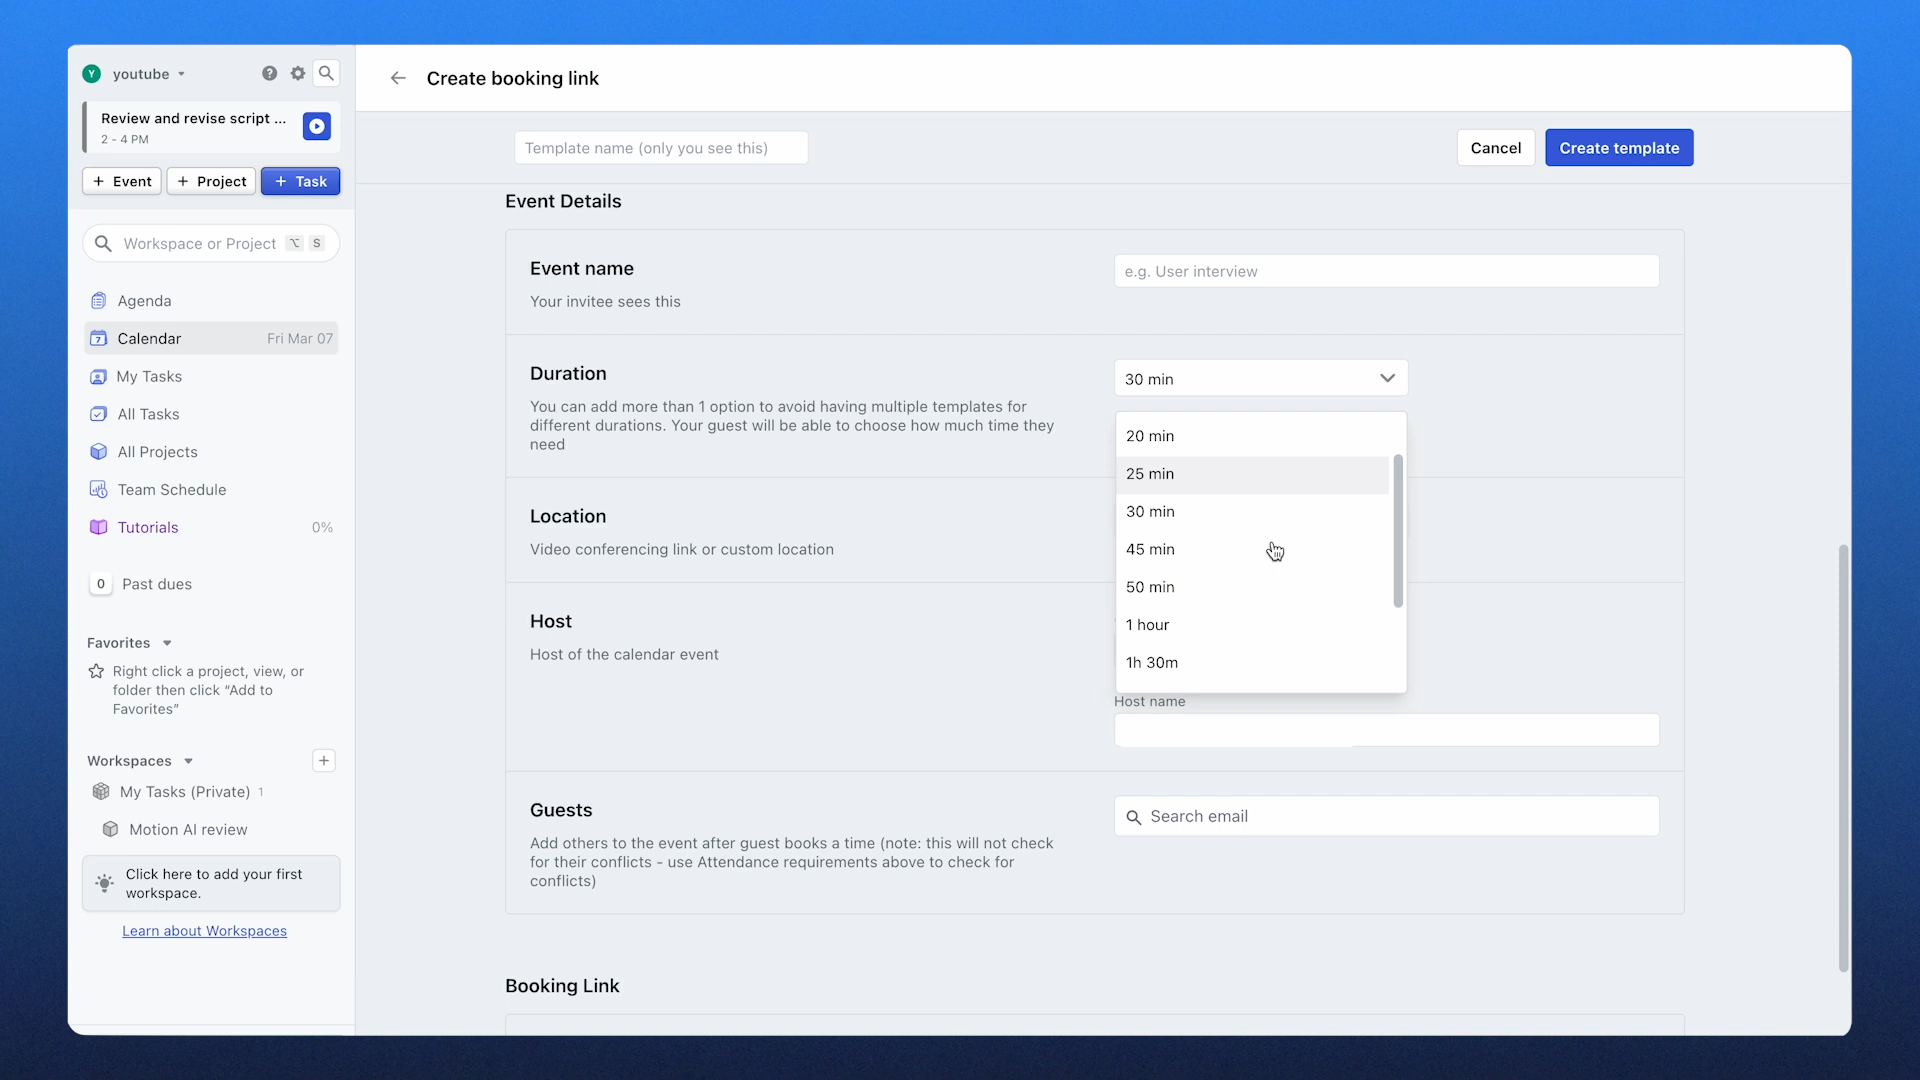 Y youtube
Review and revise script ...
2 - 4 PM
+ Event + Project + Task
Workspace or Project ⌥ S
Agenda
7 Calendar Fri Mar 07
My Tasks
All Tasks
All Projects
Team Schedule
Tutorials 0%
0 Past dues
Favorites
Right click a project, view, or
folder then click “Add to
Favorites”
Workspaces +
My Tasks (Private) 1
Motion AI review
Click here to add your first
workspace.
Learn about Workspaces
← Create booking link
Template name (only you see this)
Cancel
Create template
Event Details
Event name
Your invitee sees this
e.g. User interview
Duration
You can add more than 1 option to avoid having multiple templates for
different durations. Your guest will be able to choose how much time they
need
30 min
20 min
25 min
30 min
45 min
50 min
1 hour
1h 30m
Location
Video conferencing link or custom location
Host
Host of the calendar event
Host name
Guests
Add others to the event after guest books a time (note: this will not check
for their conflicts - use Attendance requirements above to check for
conflicts)
Search email
Booking Link